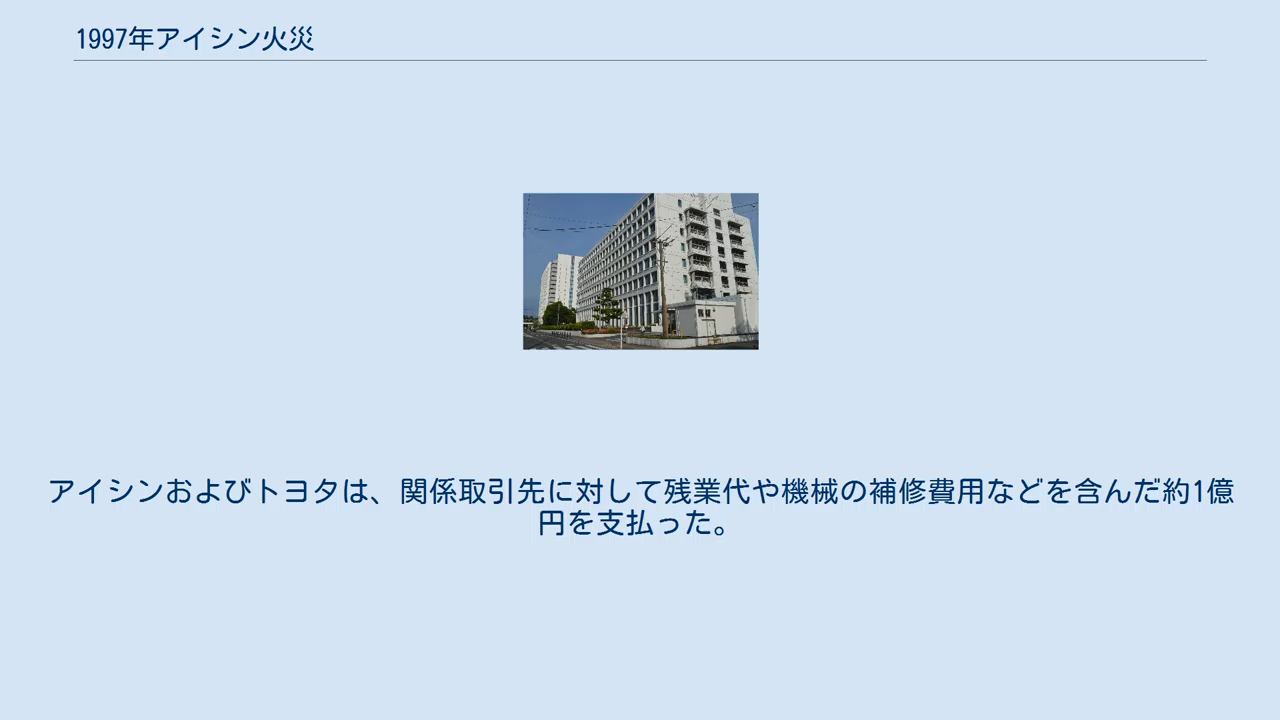 1997年アイシン火災
アイシンおよびトヨタは、関係取引先に対して残業代や機械の補修費用などを含んだ約1億
円を支払った。